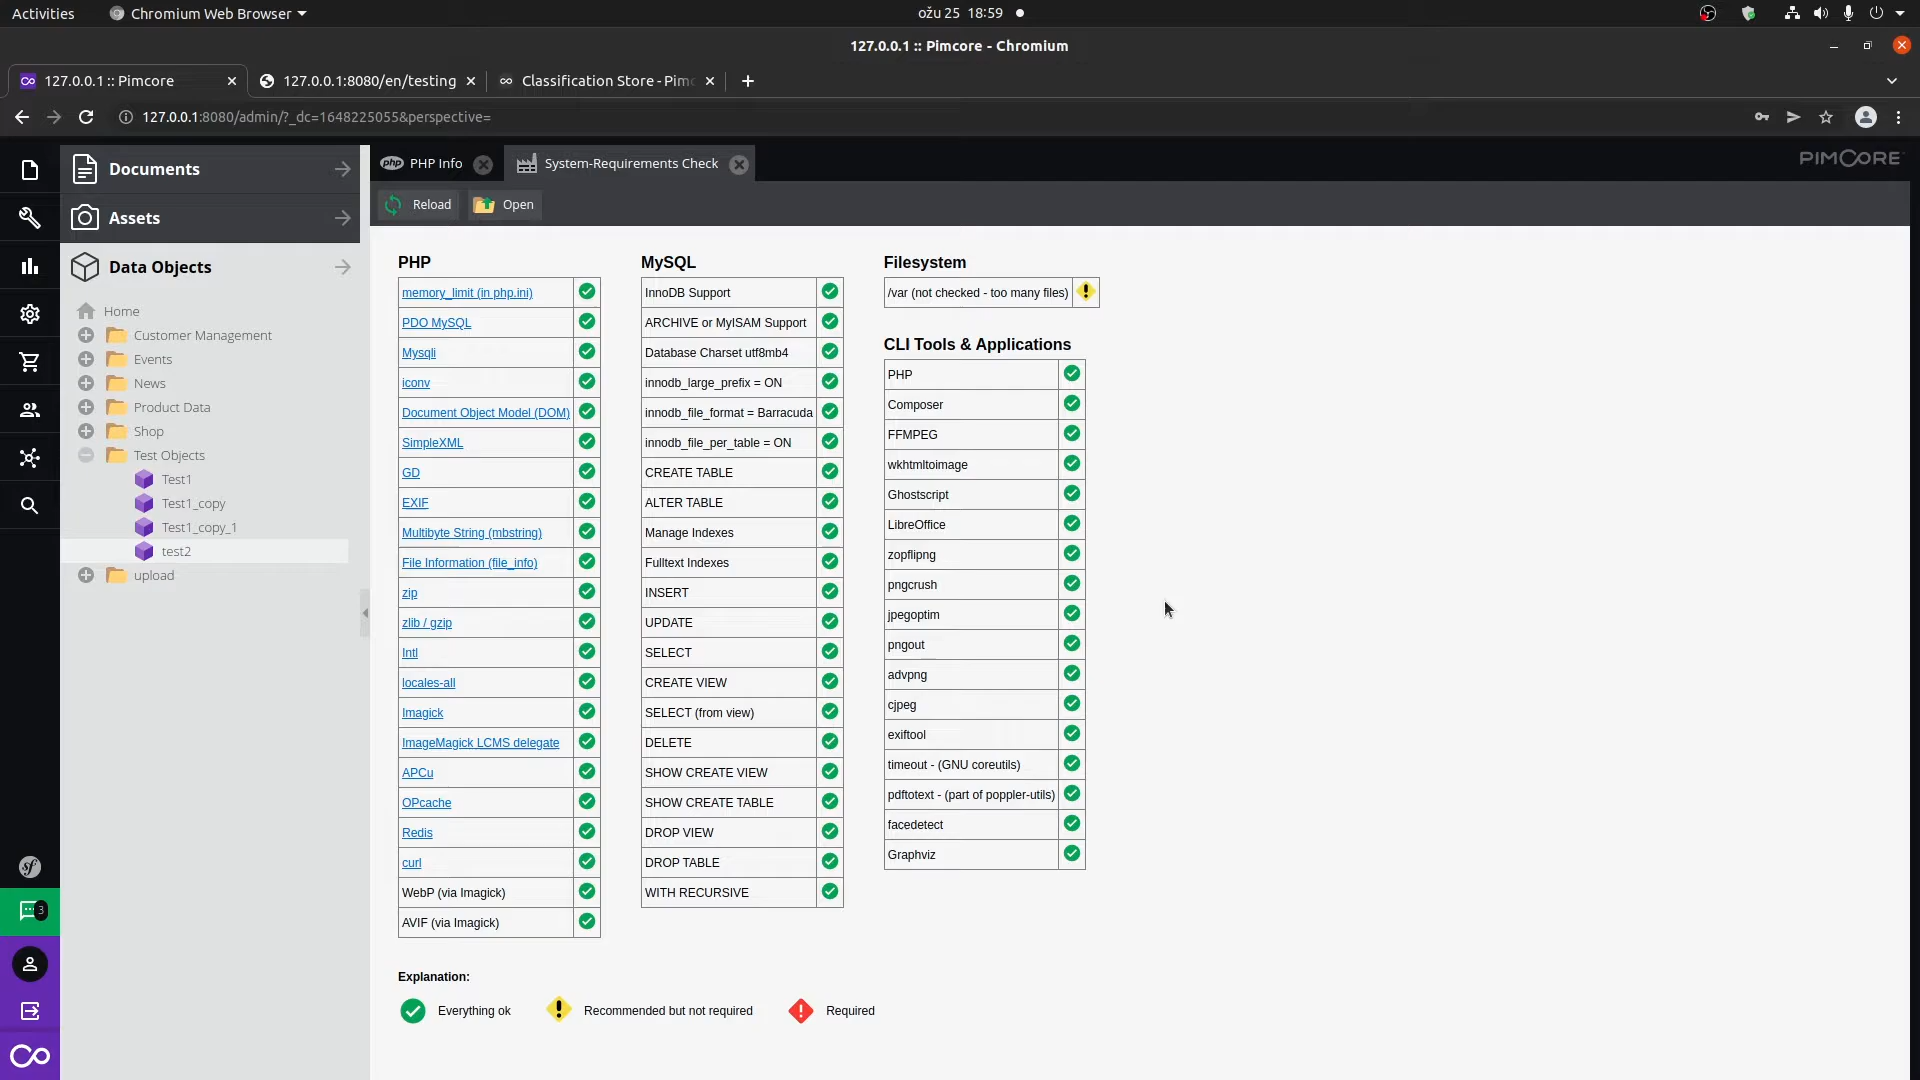 Activities
Chromium Web Browser
ožu 25 18:59
127.0.0.1 :: Pimcore - Chromium
127.0.0.1 :: Pimcore
127.0.0.1:8080/en/testing
Classification Store - Pimc
127.0.0.1:8080/admin/?_dc=1648225055&perspective=
Documents
Assets
Data Objects
Home
Customer Management
Events
News
Product Data
Shop
Test Objects
Test1
Test1_copy
Test1_copy_1
test2
upload
3
php PHP Info
System-Requirements Check
PIMCORE
Reload
Open
PHP
memory_limit (in php.ini)
PDO MySQL
Mysqli
iconv
Document Object Model (DOM)
SimpleXML
GD
EXIF
Multibyte String (mbstring)
File Information (file_info)
zip
zlib / gzip
Intl
locales-all
Imagick
ImageMagick LCMS delegate
APCu
OPcache
Redis
curl
WebP (via Imagick)
AVIF (via Imagick)
MySQL
InnoDB Support
ARCHIVE or MyISAM Support
Database Charset utf8mb4
innodb_large_prefix = ON
innodb_file_format = Barracuda
innodb_file_per_table = ON
CREATE TABLE
ALTER TABLE
Manage Indexes
Fulltext Indexes
INSERT
UPDATE
SELECT
CREATE VIEW
SELECT (from view)
DELETE
SHOW CREATE VIEW
SHOW CREATE TABLE
DROP VIEW
DROP TABLE
WITH RECURSIVE
Filesystem
/var (not checked - too many files)
CLI Tools & Applications
PHP
Composer
FFMPEG
wkhtmltoimage
Ghostscript
LibreOffice
zopflipng
pngcrush
jpegoptim
pngout
advpng
cjpeg
exiftool
timeout - (GNU coreutils)
pdftotext - (part of poppler-utils)
facedetect
Graphviz
Explanation:
Everything ok
Recommended but not required
Required